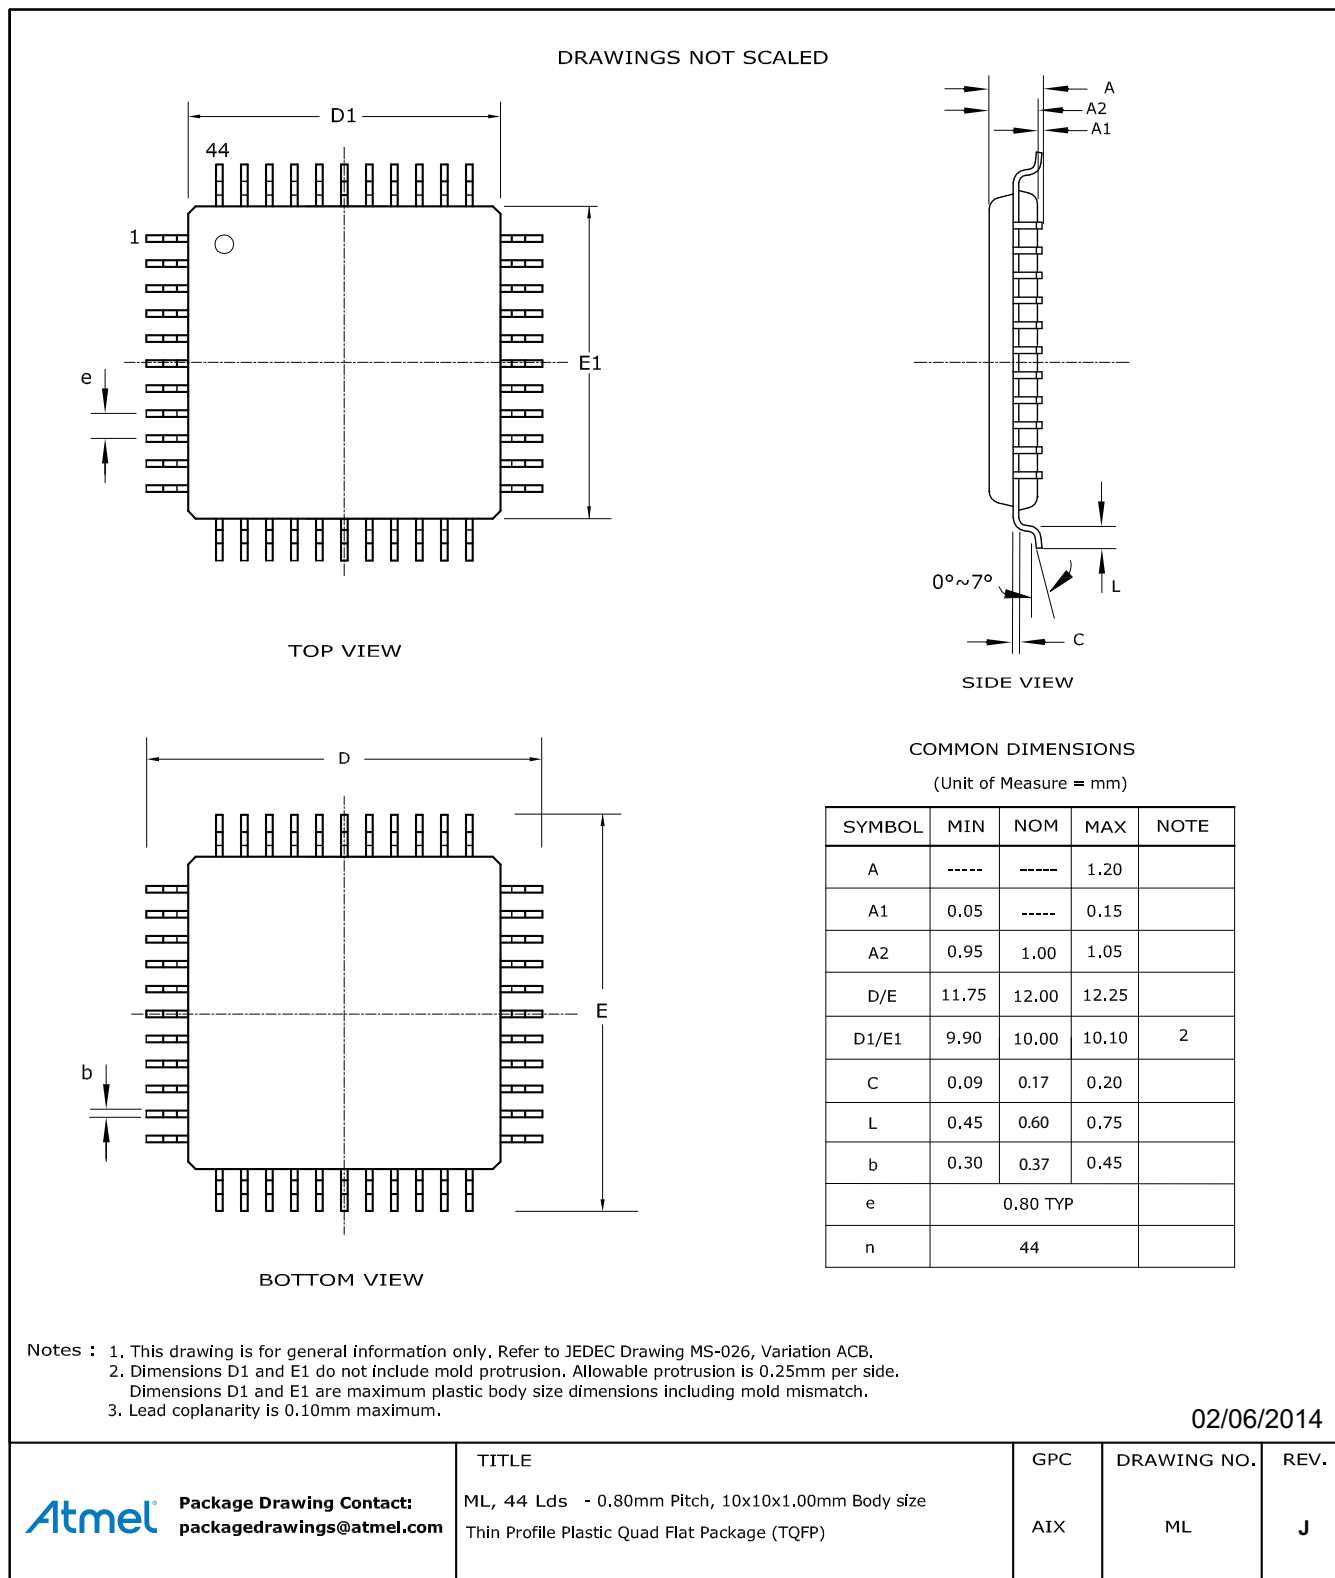 DRAWINGS NOT SCALED
D1
44
1
e
E1
TOP VIEW
A
A2
A1
0°~7°
L
C
SIDE VIEW
D
E
b
BOTTOM VIEW
COMMON DIMENSIONS
(Unit of Measure = mm)
SYMBOL MIN NOM MAX NOTE
A ----- ----- 1.20
A1 0.05 ----- 0.15
A2 0.95 1.00 1.05
D/E 11.75 12.00 12.25
D1/E1 9.90 10.00 10.10 2
C 0.09 0.17 0.20
L 0.45 0.60 0.75
b 0.30 0.37 0.45
e 0.80 TYP
n 44
Notes : 1. This drawing is for general information only. Refer to JEDEC Drawing MS-026, Variation ACB.
2. Dimensions D1 and E1 do not include mold protrusion. Allowable protrusion is 0.25mm per side.
Dimensions D1 and E1 are maximum plastic body size dimensions including mold mismatch.
3. Lead coplanarity is 0.10mm maximum.
02/06/2014
Atmel
Package Drawing Contact:
packagedrawings@atmel.com
TITLE
ML, 44 Lds - 0.80mm Pitch, 10x10x1.00mm Body size
Thin Profile Plastic Quad Flat Package (TQFP)
GPC
AIX
DRAWING NO.
ML
REV.
J